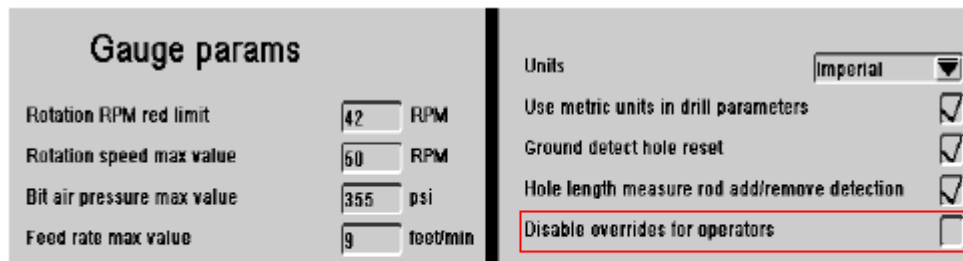 Gauge params
Rotation RPM red limit 42 RPM
Rotation speed max value 50 RPM
Bit air pressure max value 355 psi
Feed rate max value 9 feet/min
Units Imperial
Use metric units in drill parameters
Ground detect hole reset
Hole length measure rod add/remove detection
Disable overrides for operators